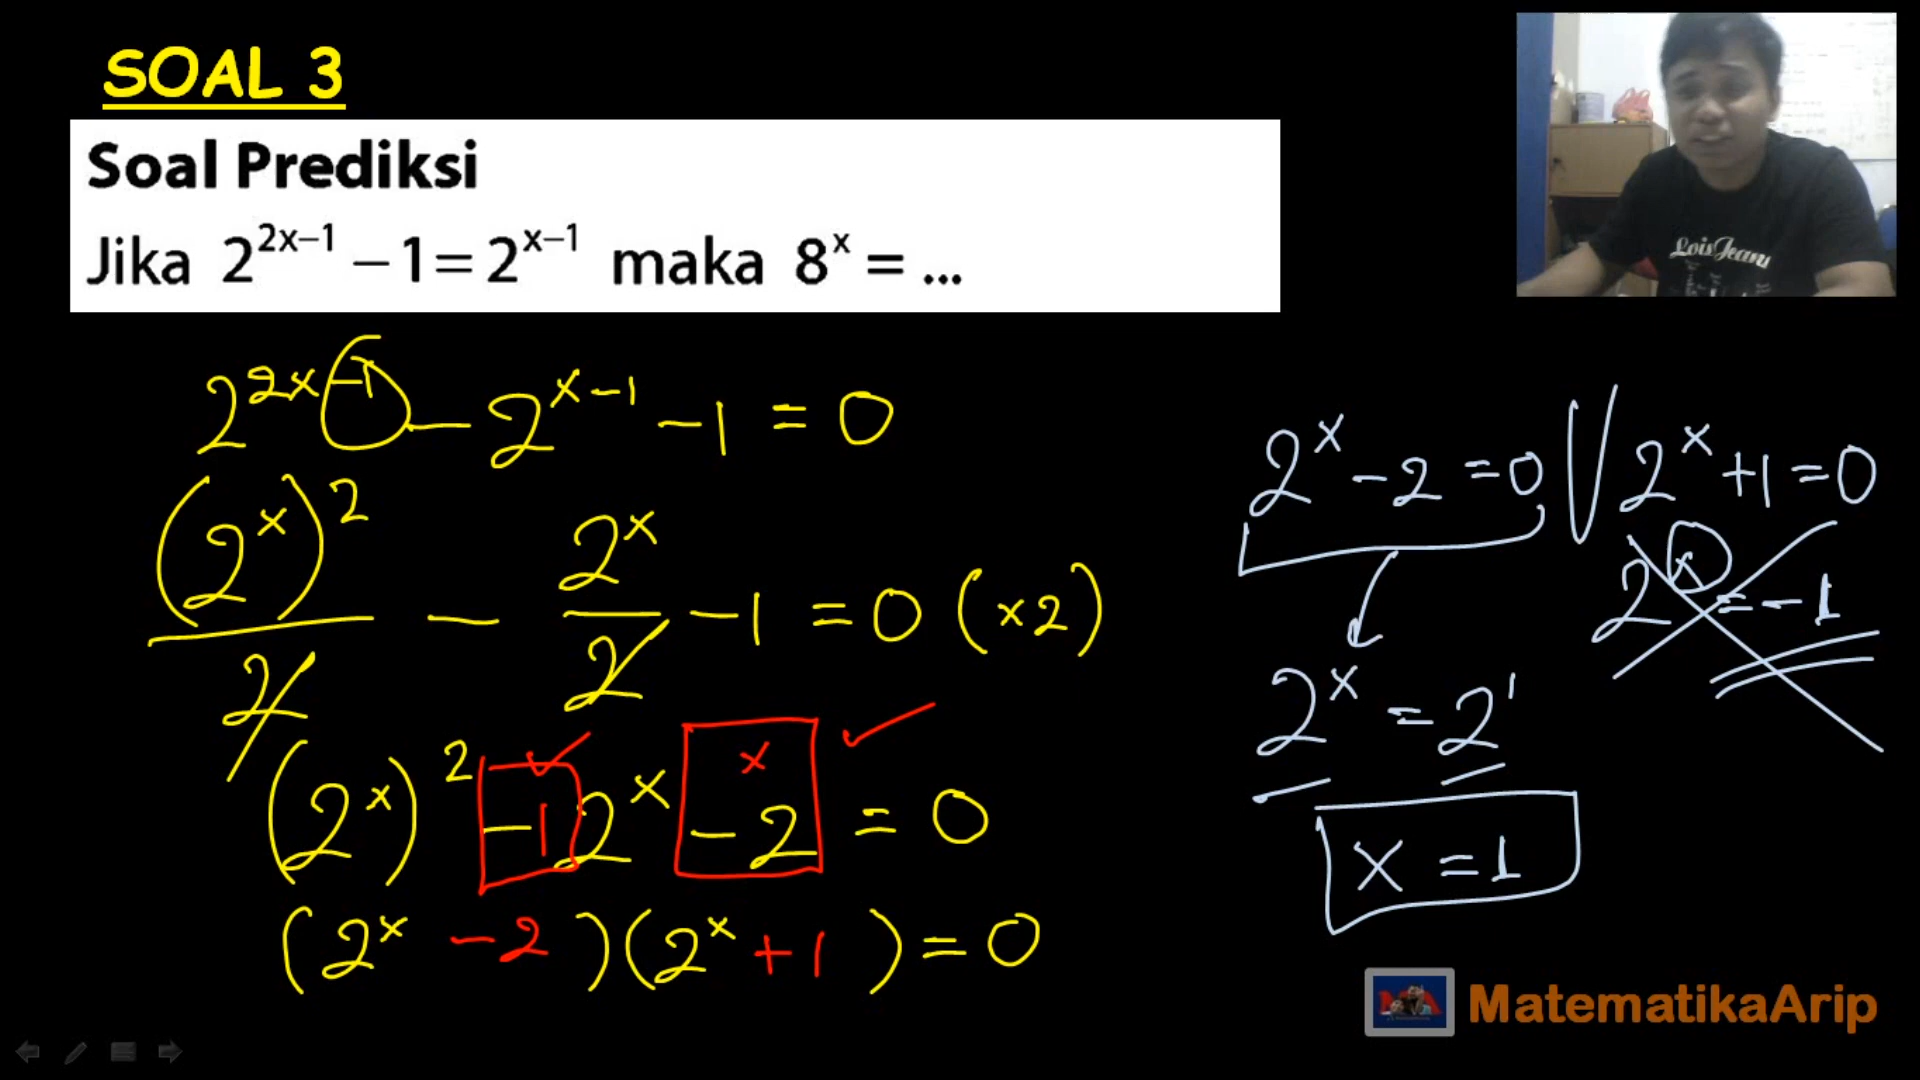 SOAL 3
Soal Prediksi
Jika 2^{2x−1} − 1 = 2^{x−1} maka 8^x = ...
2^{2x−1} − 2^{x−1} − 1 = 0
(2^x)^2/2 − 2^x/2 − 1 = 0 (×2)
(2^x)^2 −1 2^x −2 = 0
× 
(2^x −2)(2^x +1) = 0
2^x − 2 = 0 V 2^x + 1 = 0
2^x = −1
2^x = 2^1
x = 1
Lois Jeans
MatematikaArip